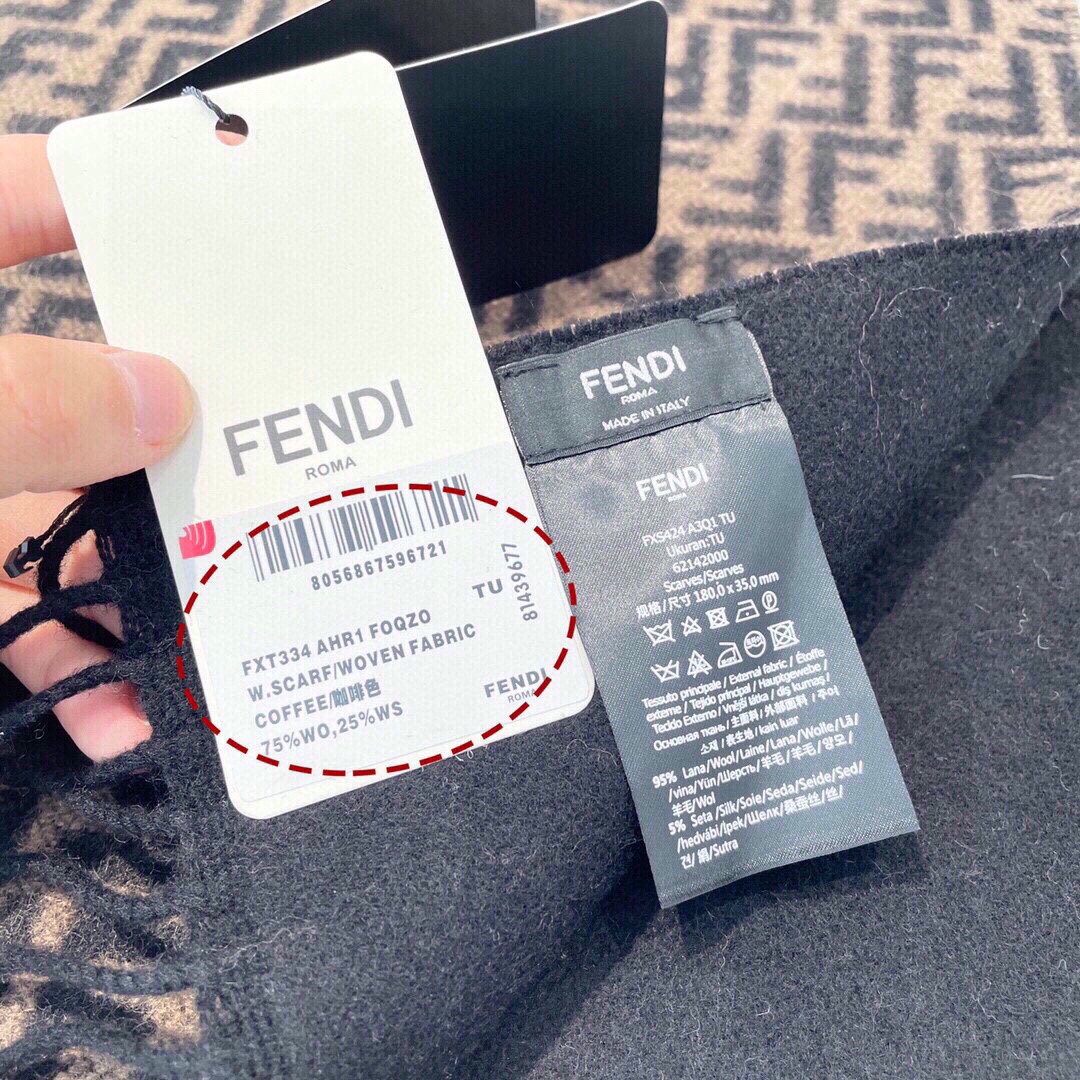 FENDI
ROMA
8056867596721
TU
81439677
FXT334 AHR1 FOQZO
W.SCARF/WOVEN FABRIC
COFFEE/咖啡色
75%WO,25%WS
FENDI
ROMA
FENDI
ROMA
MADE IN ITALY
FENDI
ROMA
FXS424 A3Q1 TU
Ukuran:TU
62142000
Scarves/Scarves
规格/尺寸 180,0 x 35,0 mm
Tessuto principale / External fabric / Étoffe
externe / Tejido principal / Hauptgewebe /
Tecido Externo / Vnější látka / dış kumaş /
Основная ткань / 主面料 / 外部面料 / 주어
소재 / 表生地 / kain luar
95% Lana/Wool/Laine/Lana/Wolle/Lã/
/vina/Yün/Шерсть/羊毛/羊毛/양모/
羊毛/Wol
5% Seta /Silk/Soie/Seda/Seide/Sed/
/hedvábí/İpek/Шелк/桑蚕丝/丝/
견/ 絹/Sutra